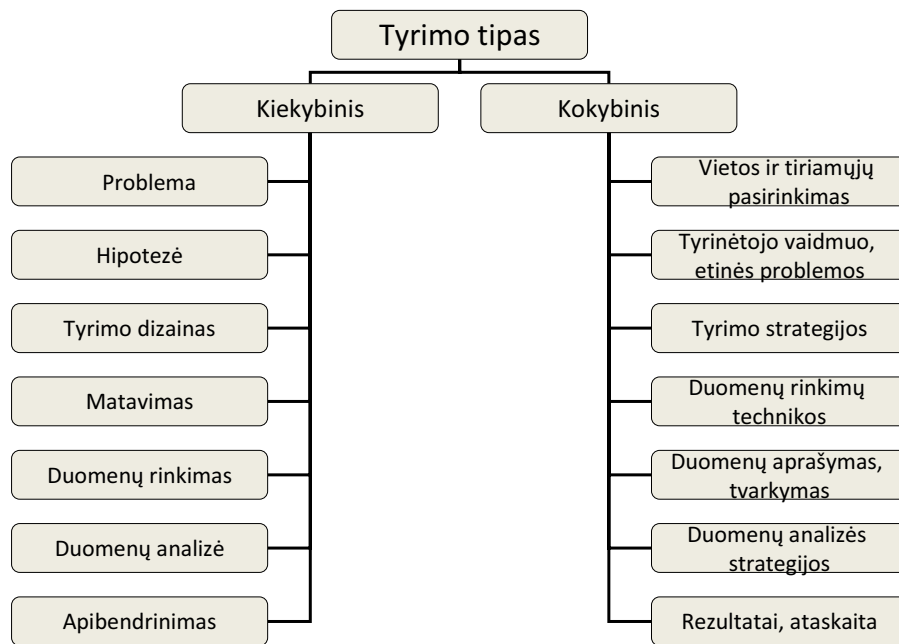 Tyrimo tipas
Kiekybinis
Problema
Hipotezė
Tyrimo dizainas
Matavimas
Duomenų rinkimas
Duomenų analizė
Apibendrinimas
Kokybinis
Vietos ir tiriamųjų
pasirinkimas
Tyrinėtojo vaidmuo,
etinės problemos
Tyrimo strategijos
Duomenų rinkimų
technikos
Duomenų aprašymas,
tvarkymas
Duomenų analizės
strategijos
Rezultatai, ataskaita